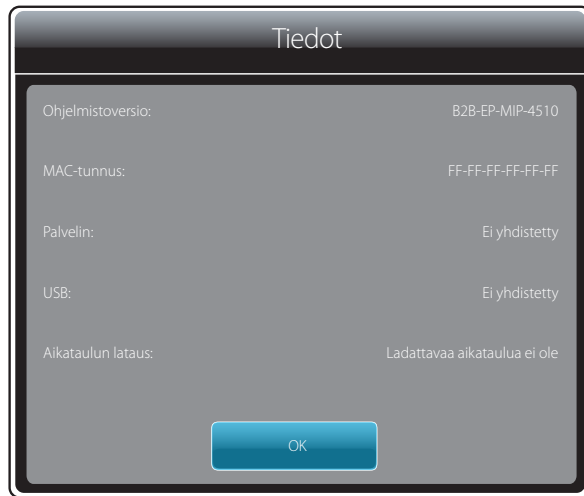 Tiedot
Ohjelmistoversio: B2B-EP-MIP-4510
MAC-tunnus: FF-FF-FF-FF-FF-FF
Palvelin: Ei yhdistetty
USB: Ei yhdistetty
Aikataulun lataus: Ladattavaa aikataulua ei ole
OK